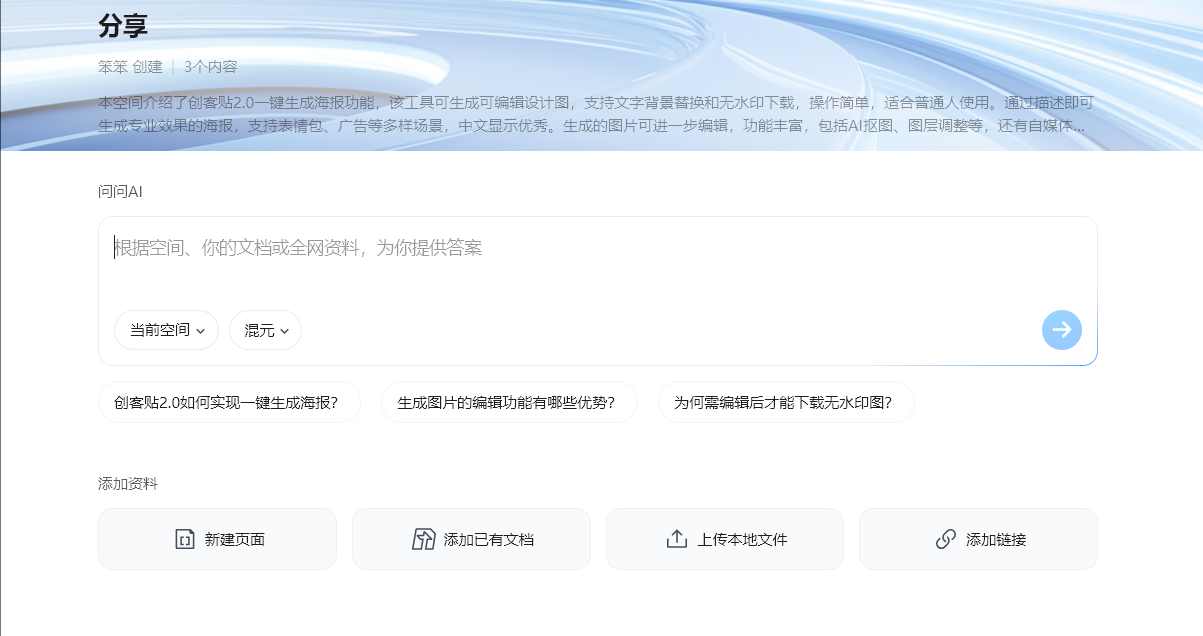 分享
笨笨 创建 | 3个内容
本空间介绍了创客贴2.0一键生成海报功能，该工具可生成可编辑设计图，支持文字背景替换和无水印下载，操作简单，适合普通人使用。通过描述即可
生成专业效果的海报，支持表情包、广告等多样场景，中文显示优秀。生成的图片可进一步编辑，功能丰富，包括AI抠图、图层调整等，还有自媒体...
问问AI
根据空间、你的文档或全网资料，为你提供答案
当前空间 混元
创客贴2.0如何实现一键生成海报? 生成图片的编辑功能有哪些优势? 为何需编辑后才能下载无水印图?
添加资料
新建页面 添加已有文档 上传本地文件 添加链接